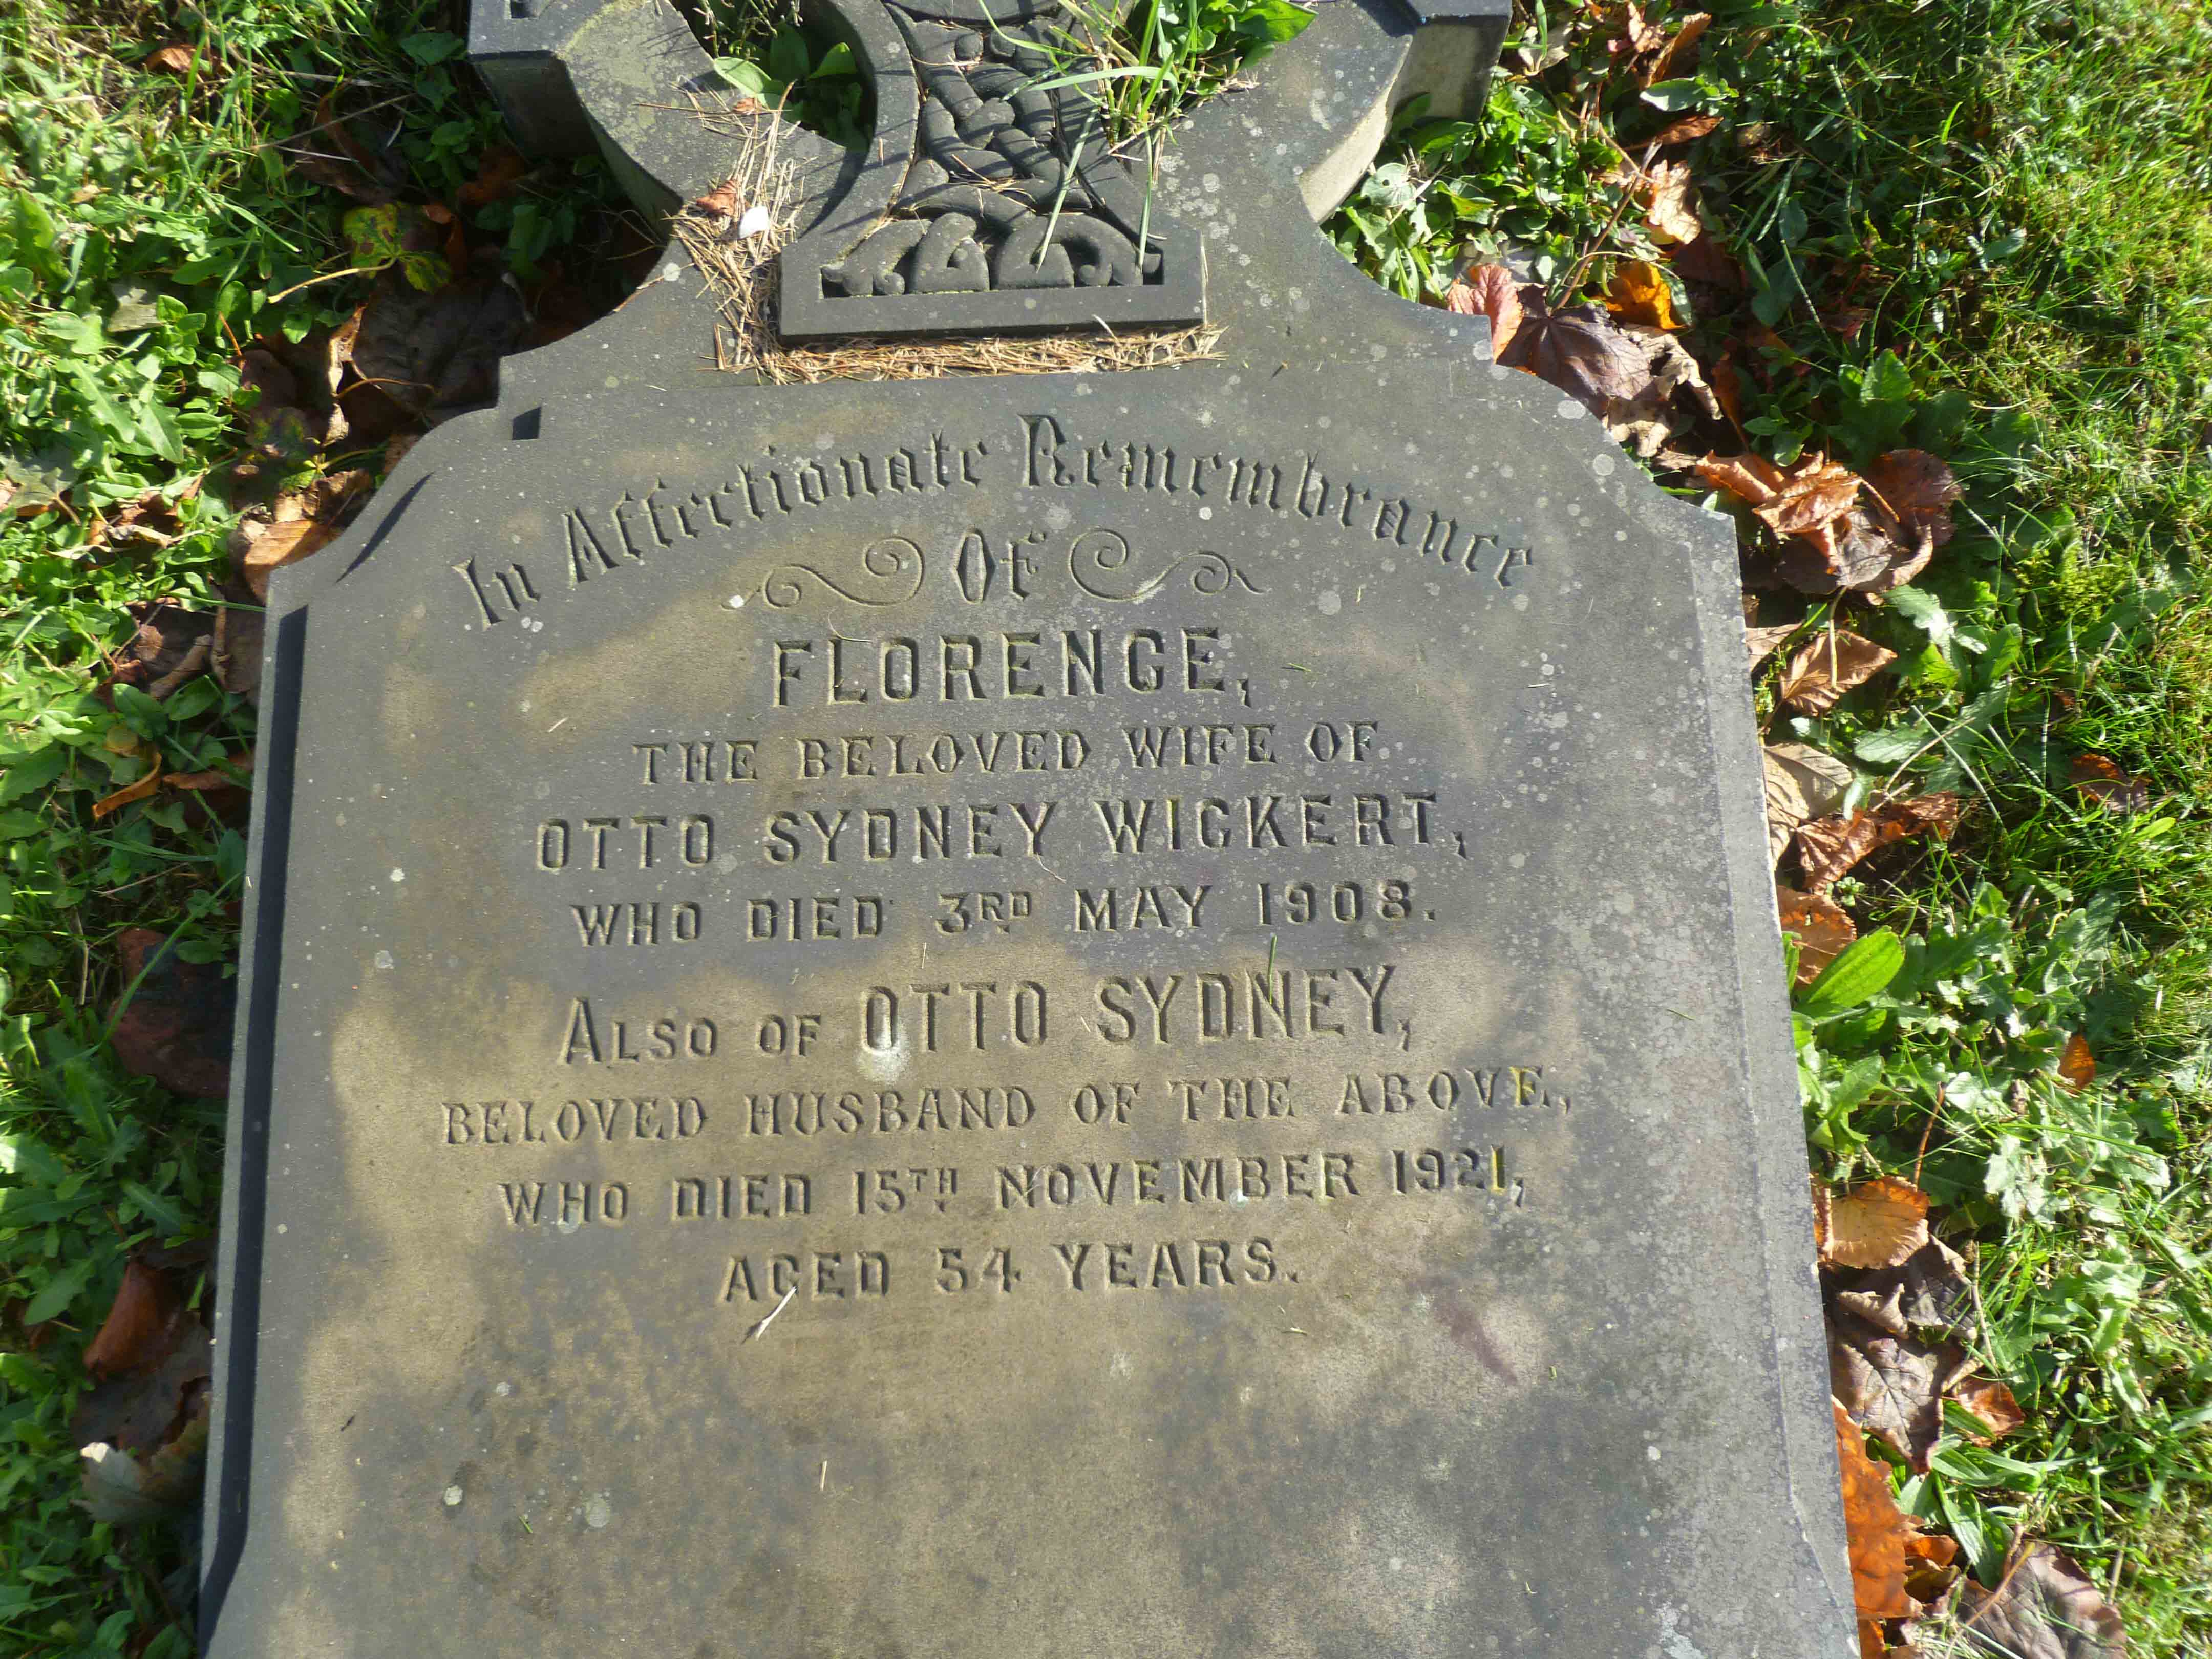 In Affectionate Remembrance
Of
FLORENCE,
THE BELOVED WIFE OF
OTTO SYDNEY WICKERT,
WHO DIED 3RD MAY 1908.
ALSO OF OTTO SYDNEY,
BELOVED HUSBAND OF THE ABOVE,
WHO DIED 15TH NOVEMBER 1921,
AGED 54 YEARS.